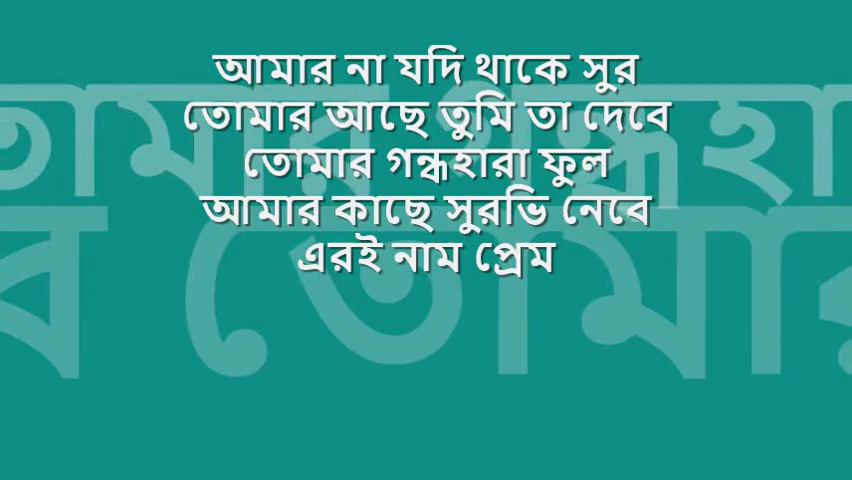 আমার না যদি থাকে সুর
তোমার আছে তুমি তা দেবে
তোমার গন্ধহারা ফুল
আমার কাছে সুরভি নেবে
এরই নাম প্রেম